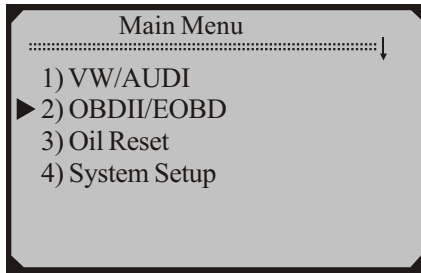 Main Menu
1) VW/AUDI
2) OBDII/EOBD
3) Oil Reset
4) System Setup